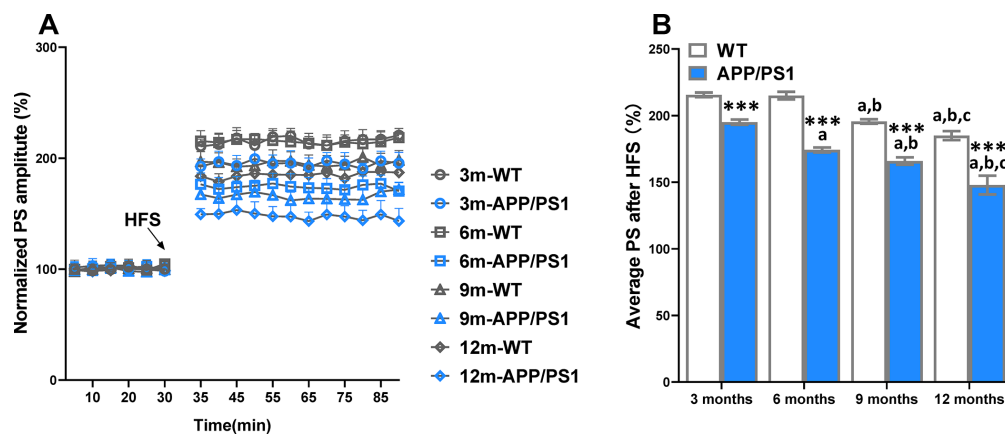 A
Normalized PS amplitute (%)
300
200
100
0
HFS
10 20 30 35 45 55 65 75 85
Time(min)
3m-WT
3m-APP/PS1
6m-WT
6m-APP/PS1
9m-WT
9m-APP/PS1
12m-WT
12m-APP/PS1
B
Average PS after HFS (%)
250
200
150
100
50
0
WT
APP/PS1
***
***
a
a,b
***
a,b
a,b,c
***
a,b,c
3 months 6 months 9 months 12 months